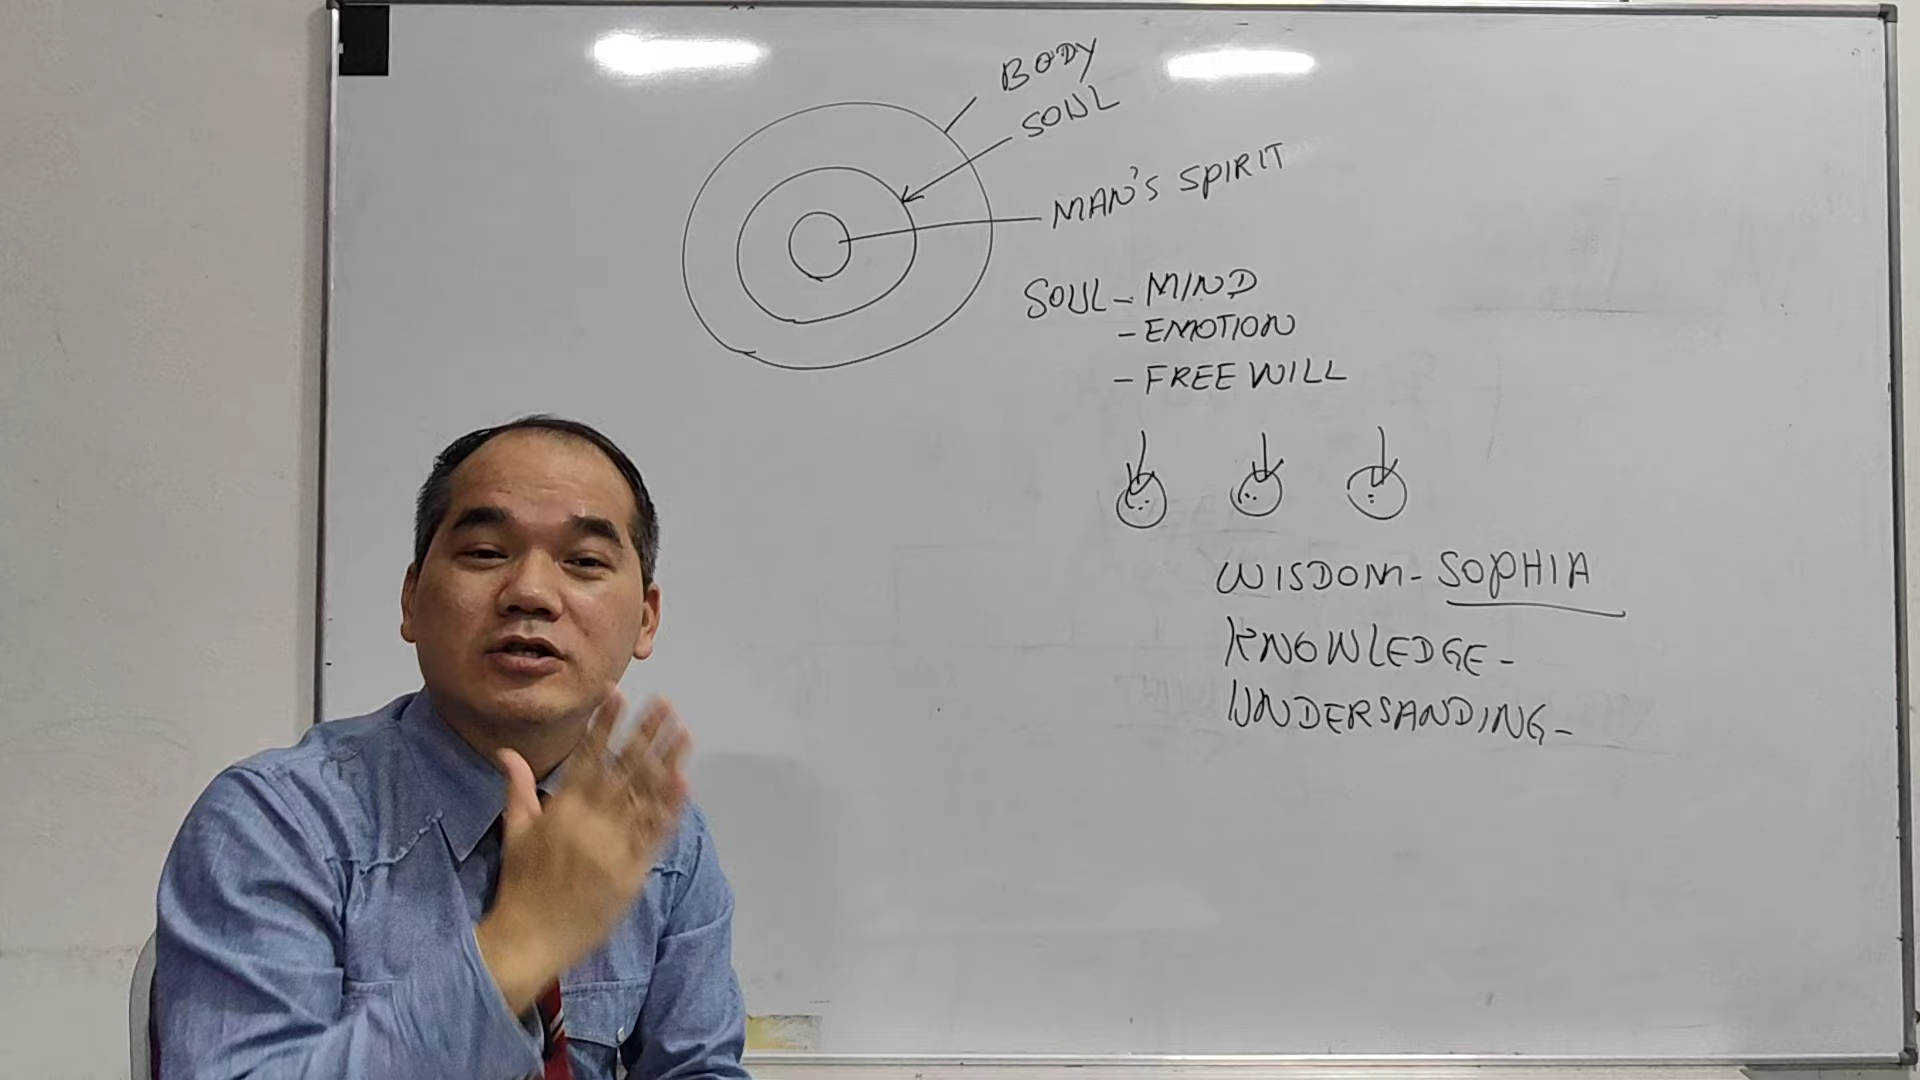 BODY
SOUL
MAN'S SPIRIT
SOUL - MIND
- EMOTION
- FREE WILL
WISDOM - SOPHIA
KNOWLEDGE -
UNDERSANDING -